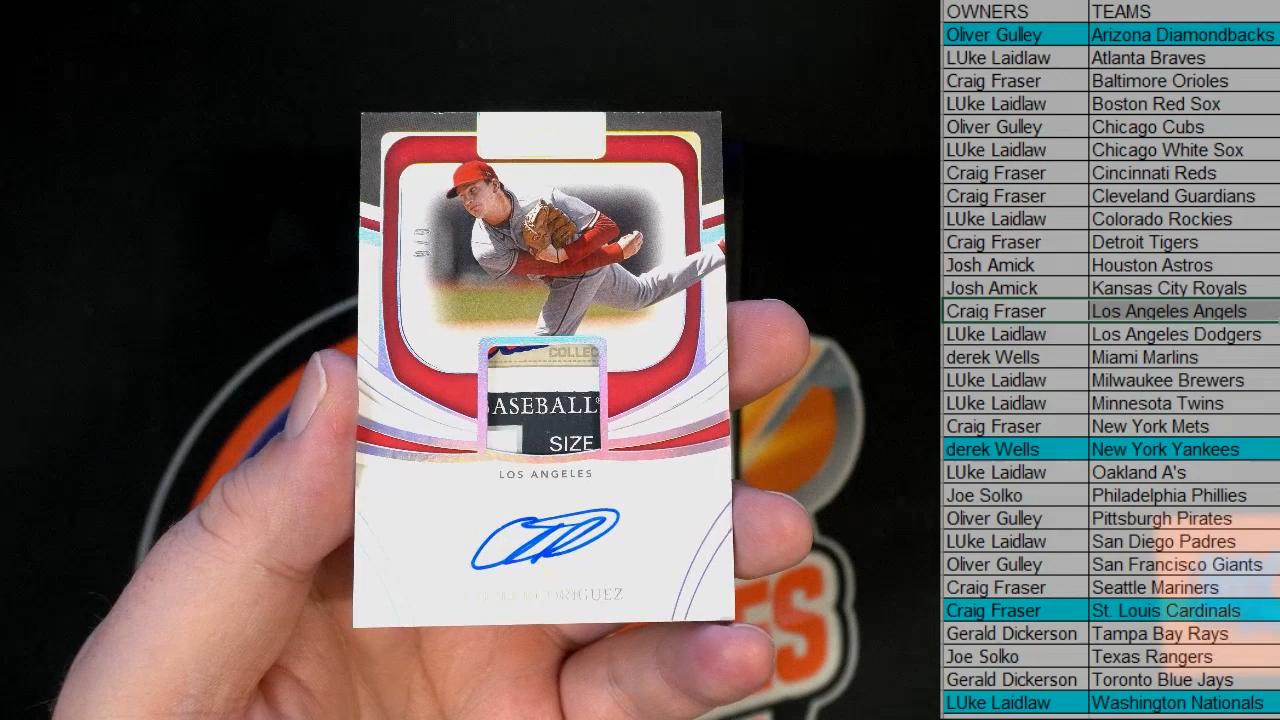 OWNERS TEAMS
Oliver Gulley Arizona Diamondbacks
LUke Laidlaw Atlanta Braves
Craig Fraser Baltimore Orioles
LUke Laidlaw Boston Red Sox
Oliver Gulley Chicago Cubs
LUke Laidlaw Chicago White Sox
Craig Fraser Cincinnati Reds
Craig Fraser Cleveland Guardians
LUke Laidlaw Colorado Rockies
Craig Fraser Detroit Tigers
Josh Amick Houston Astros
Josh Amick Kansas City Royals
Craig Fraser Los Angeles Angels
LUke Laidlaw Los Angeles Dodgers
derek Wells Miami Marlins
LUke Laidlaw Milwaukee Brewers
LUke Laidlaw Minnesota Twins
Craig Fraser New York Mets
derek Wells New York Yankees
LUke Laidlaw Oakland A's
Joe Solko Philadelphia Phillies
Oliver Gulley Pittsburgh Pirates
LUke Laidlaw San Diego Padres
Oliver Gulley San Francisco Giants
Craig Fraser Seattle Mariners
Craig Fraser St. Louis Cardinals
Gerald Dickerson Tampa Bay Rays
Joe Solko Texas Rangers
Gerald Dickerson Toronto Blue Jays
LUke Laidlaw Washington Nationals
COLLEC
ASEBALL
SIZE
LOS ANGELES